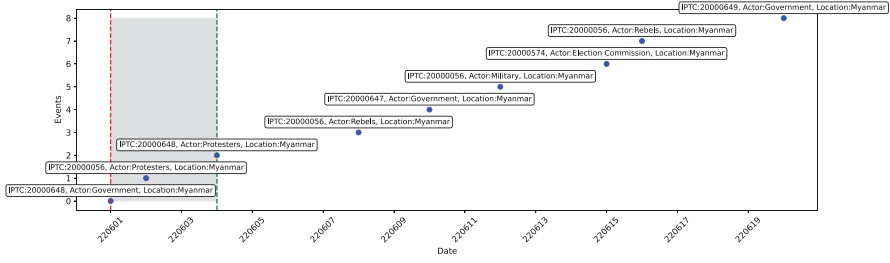 IPTC:20000649, Actor:Government, Location:Myanmar
8
IPTC:20000056, Actor:Rebels, Location:Myanmar
7
IPTC:20000574, Actor:Election Commission, Location:Myanmar
6
IPTC:20000056, Actor:Military, Location:Myanmar
5
IPTC:20000647, Actor:Government, Location:Myanmar
4
Events
IPTC:20000056, Actor:Rebels, Location:Myanmar
3
IPTC:20000648, Actor:Protesters, Location:Myanmar
2
IPTC:20000056, Actor:Protesters, Location:Myanmar
1
IPTC:20000648, Actor:Government, Location:Myanmar
0
220601 220603 220605 220607 220609 220611 220613 220615 220617 220619
Date